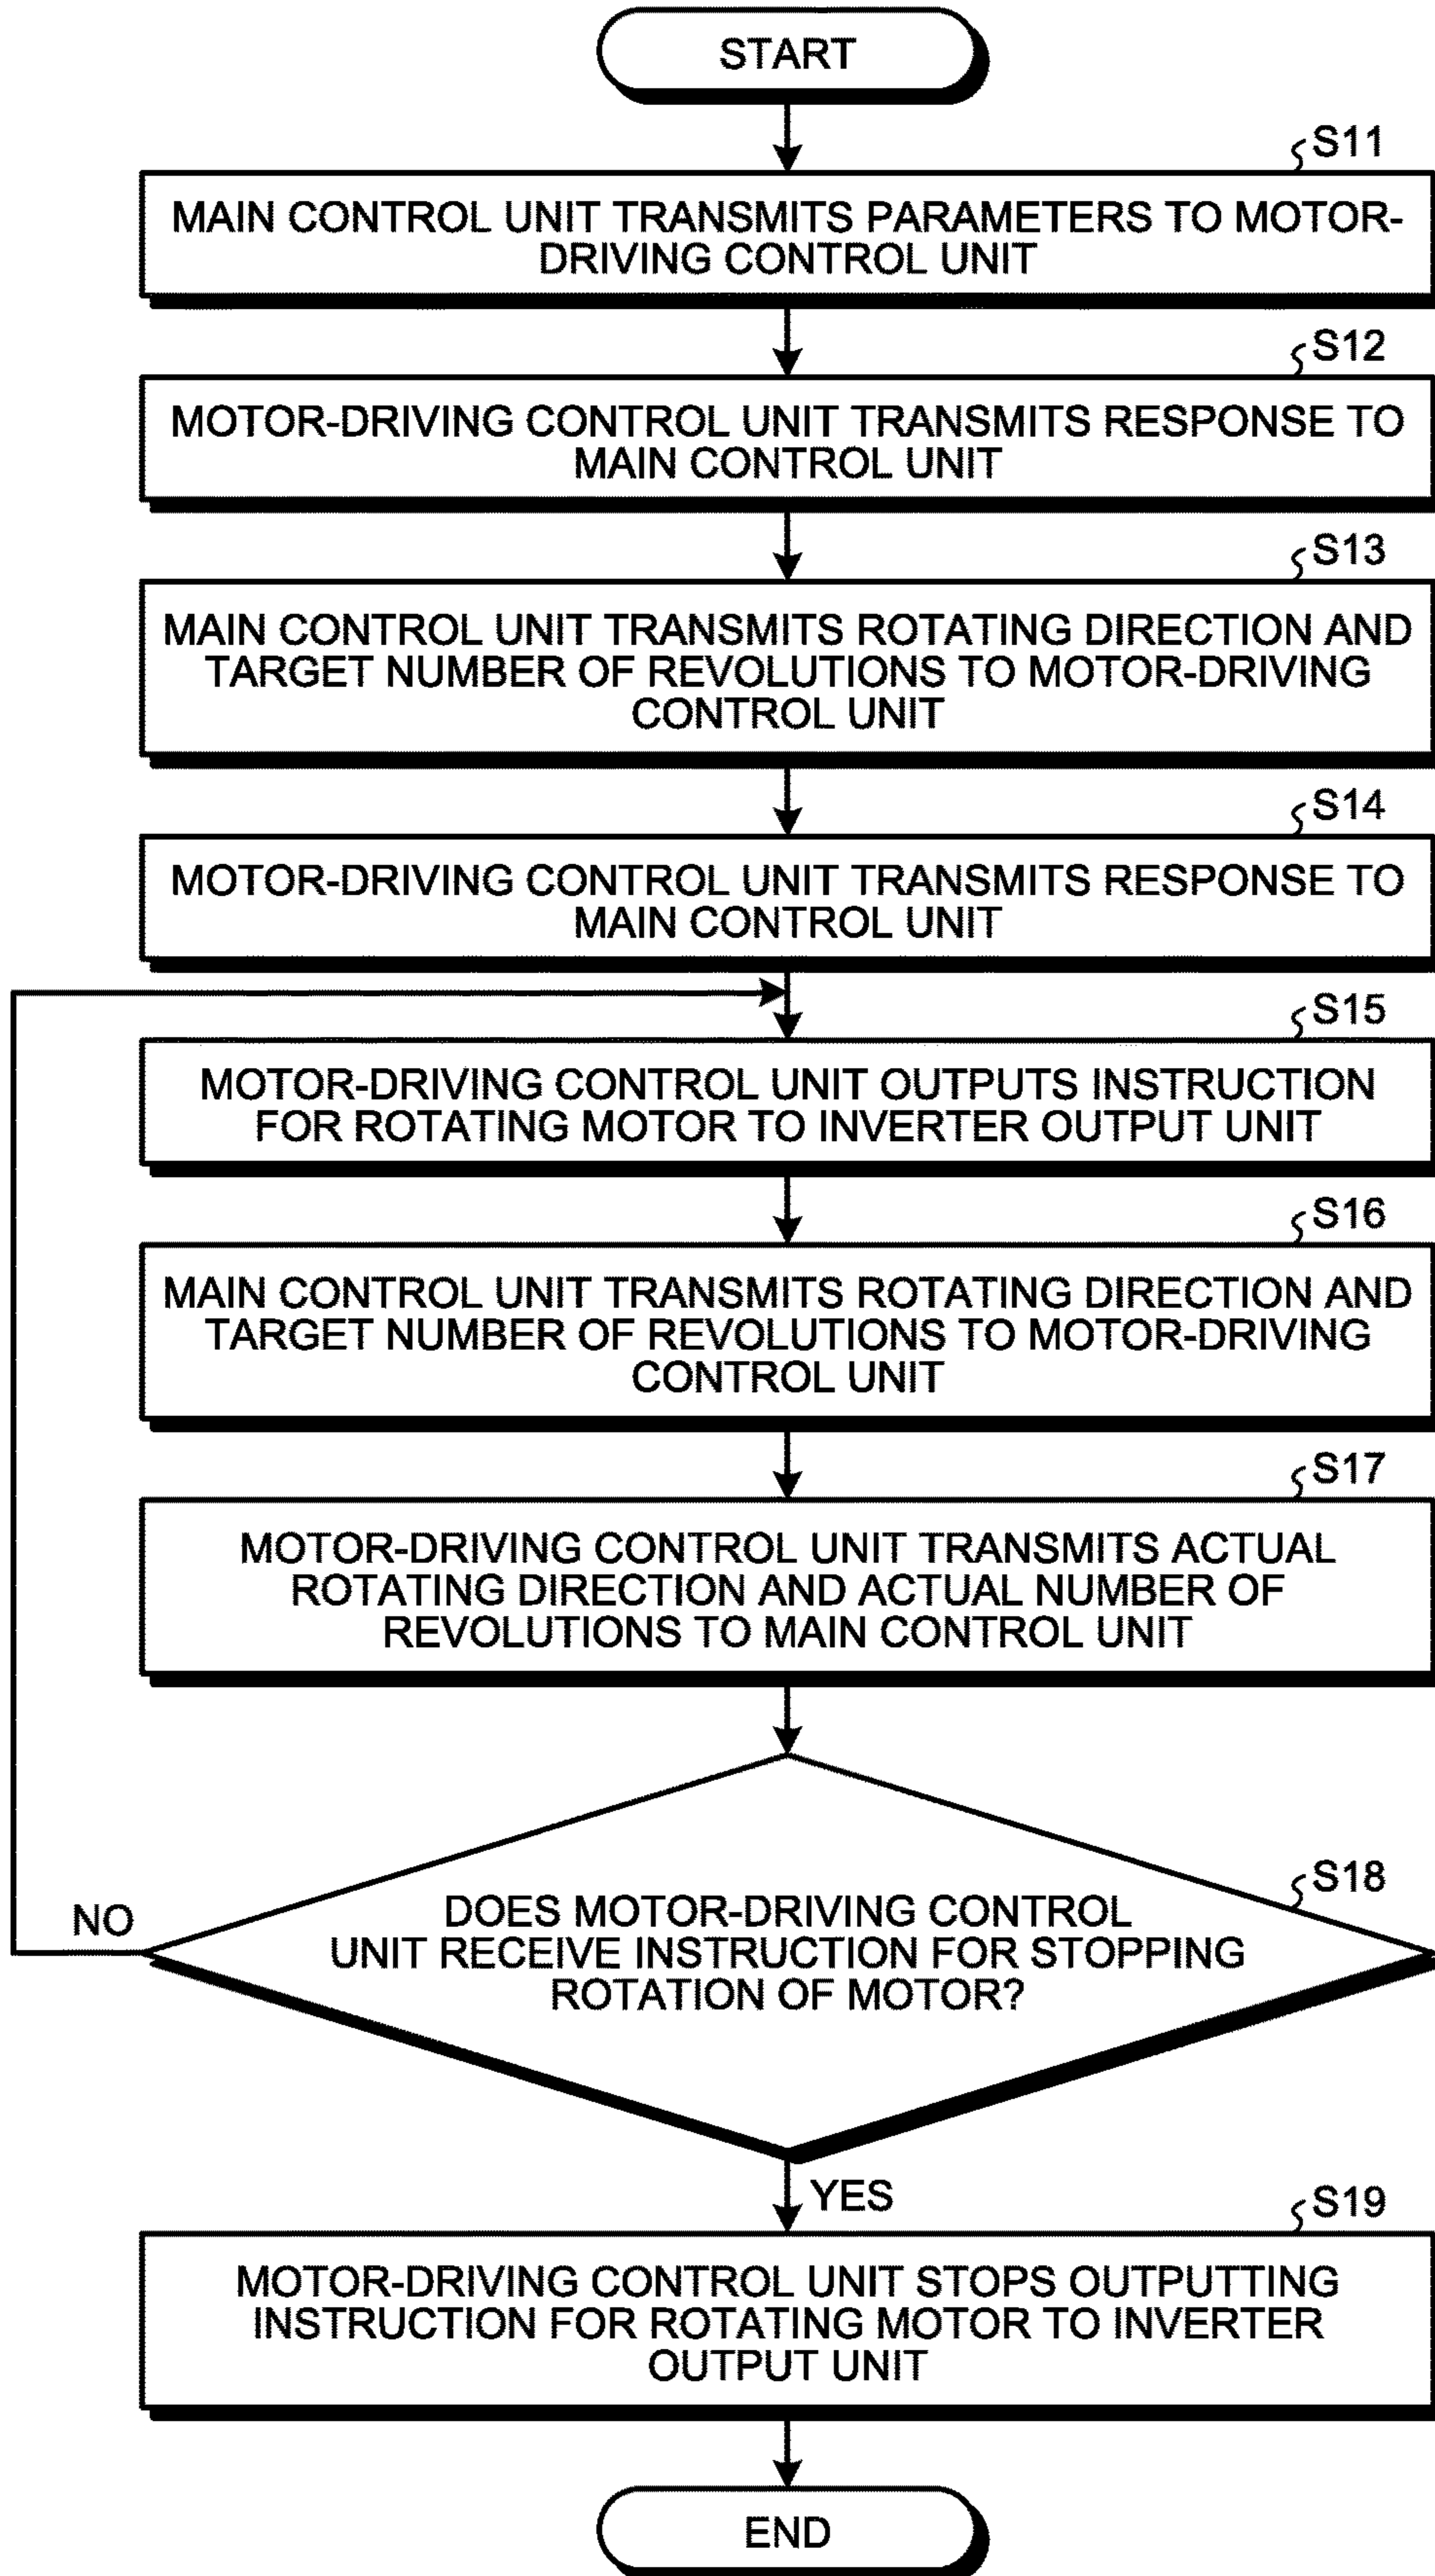 START
S11
MAIN CONTROL UNIT TRANSMITS PARAMETERS TO MOTOR-
DRIVING CONTROL UNIT
S12
MOTOR-DRIVING CONTROL UNIT TRANSMITS RESPONSE TO
MAIN CONTROL UNIT
S13
MAIN CONTROL UNIT TRANSMITS ROTATING DIRECTION AND
TARGET NUMBER OF REVOLUTIONS TO MOTOR-DRIVING
CONTROL UNIT
S14
MOTOR-DRIVING CONTROL UNIT TRANSMITS RESPONSE TO
MAIN CONTROL UNIT
S15
MOTOR-DRIVING CONTROL UNIT OUTPUTS INSTRUCTION
FOR ROTATING MOTOR TO INVERTER OUTPUT UNIT
S16
MAIN CONTROL UNIT TRANSMITS ROTATING DIRECTION AND
TARGET NUMBER OF REVOLUTIONS TO MOTOR-DRIVING
CONTROL UNIT
S17
MOTOR-DRIVING CONTROL UNIT TRANSMITS ACTUAL
ROTATING DIRECTION AND ACTUAL NUMBER OF
REVOLUTIONS TO MAIN CONTROL UNIT
S18
NO
DOES MOTOR-DRIVING CONTROL
UNIT RECEIVE INSTRUCTION FOR STOPPING
ROTATION OF MOTOR?
YES
S19
MOTOR-DRIVING CONTROL UNIT STOPS OUTPUTTING
INSTRUCTION FOR ROTATING MOTOR TO INVERTER
OUTPUT UNIT
END